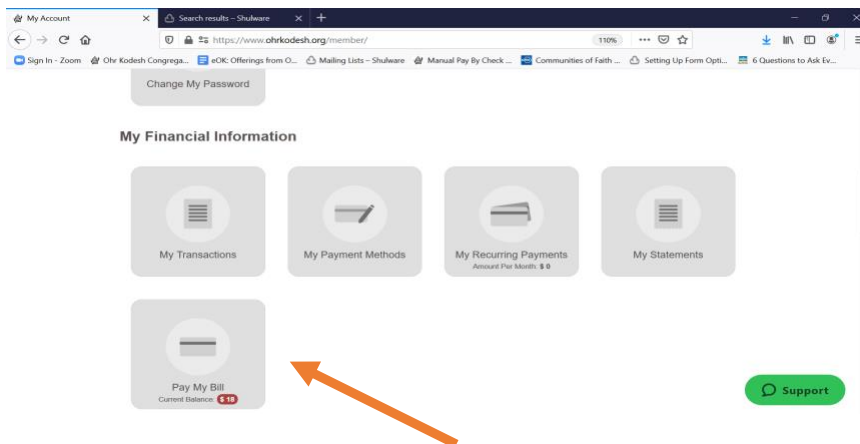 My Account
Search results – Shulware
https://www.ohrkodesh.org/member/
110%
Sign In - Zoom
Ohr Kodesh Congrega...
eOK: Offerings from O...
Mailing Lists – Shulware
Manual Pay By Check ...
Communities of Faith ...
Setting Up Form Opti...
6 Questions to Ask Ev...
Change My Password
My Financial Information
My Transactions
My Payment Methods
My Recurring Payments
Amount Per Month: $ 0
My Statements
Pay My Bill
Current Balance: $ 18
Support